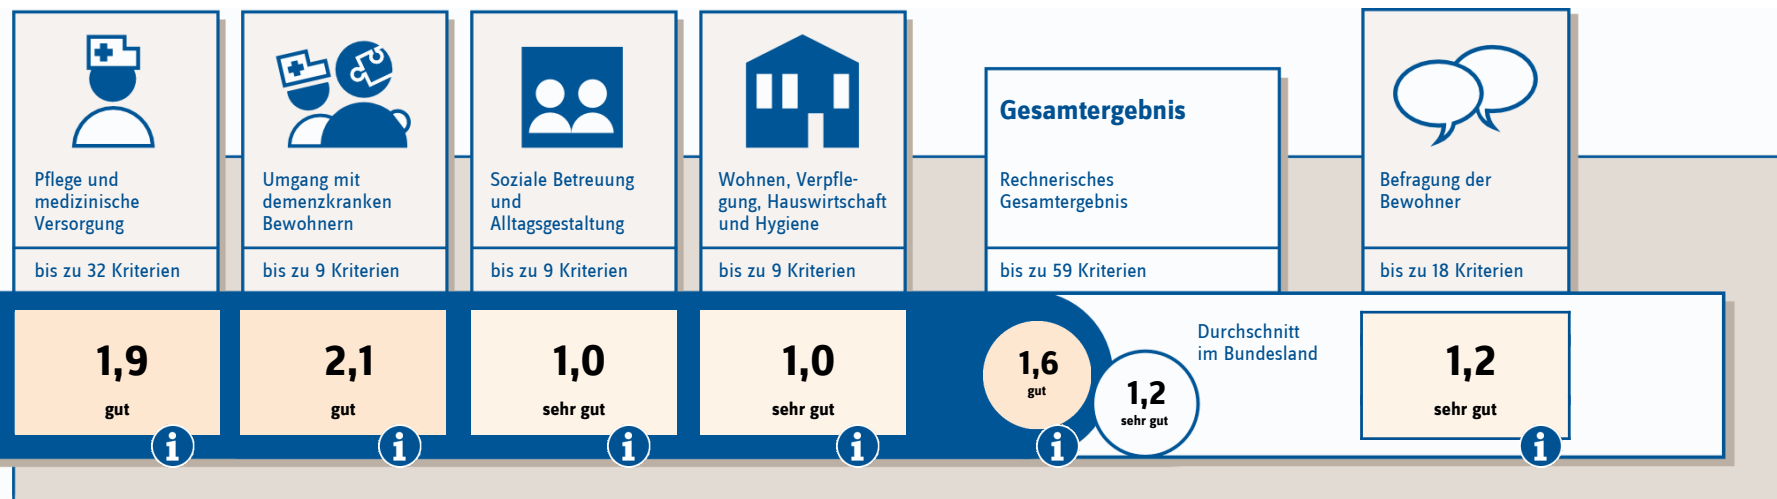 Pflege und
medizinische
Versorgung
bis zu 32 Kriterien
1,9
gut
Umgang mit
demenzkranken
Bewohnern
bis zu 9 Kriterien
2,1
gut
Soziale Betreuung
und
Alltagsgestaltung
bis zu 9 Kriterien
1,0
sehr gut
Wohnen, Verpfle-
gung, Hauswirtschaft
und Hygiene
bis zu 9 Kriterien
1,0
sehr gut
Gesamtergebnis
Rechnerisches
Gesamtergebnis
bis zu 59 Kriterien
1,6
gut
1,2
sehr gut
Durchschnitt
im Bundesland
Befragung der
Bewohner
bis zu 18 Kriterien
1,2
sehr gut